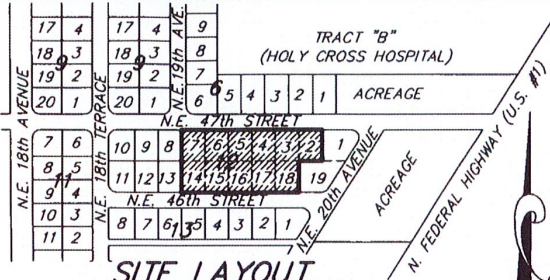 17 4
18 3
9
19 2
20 1
17 4
18 3
9
19 2
20 1
N.E. 19th AVE.
9
8
7
6
6 5 4 3 2 1
TRACT "B"
(HOLY CROSS HOSPITAL)
ACREAGE
N.E. 18th AVENUE
N.E. 18th TERRACE
N.E. 47th STREET
7 6
8 5
11
9 4
10 3
11 2
10 9 8 7 6 5 4 3 2 1
10
11 12 13 14 15 16 17 18 19
N.E. 46th STREET
8 7 6 5 4 3 2 1
13
N.E. 20th AVENUE
ACREAGE
N. FEDERAL HIGHWAY (U.S. #1)
SITE LAYOUT